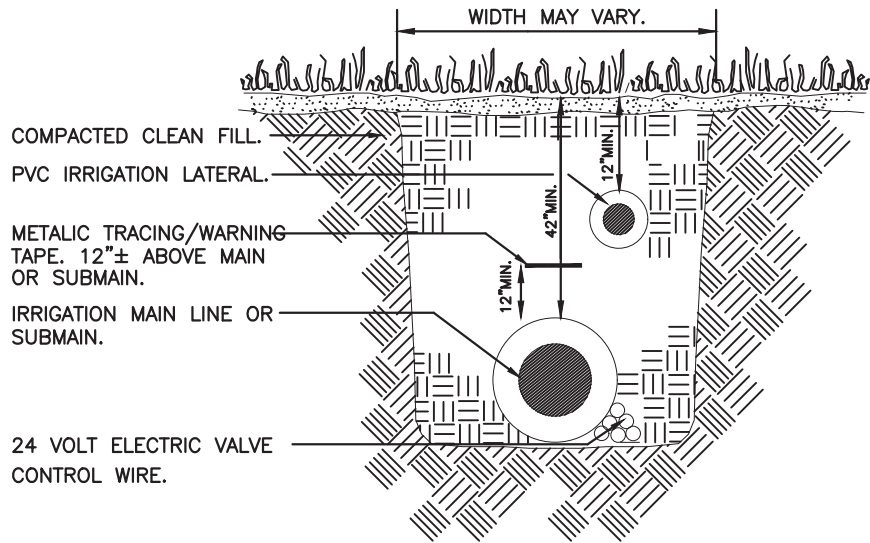 WIDTH MAY VARY.
COMPACTED CLEAN FILL.
PVC IRRIGATION LATERAL.
12"MIN.
42"MIN.
METALIC TRACING/WARNING
TAPE. 12"± ABOVE MAIN
OR SUBMAIN.
12"MIN.
IRRIGATION MAIN LINE OR
SUBMAIN.
24 VOLT ELECTRIC VALVE
CONTROL WIRE.